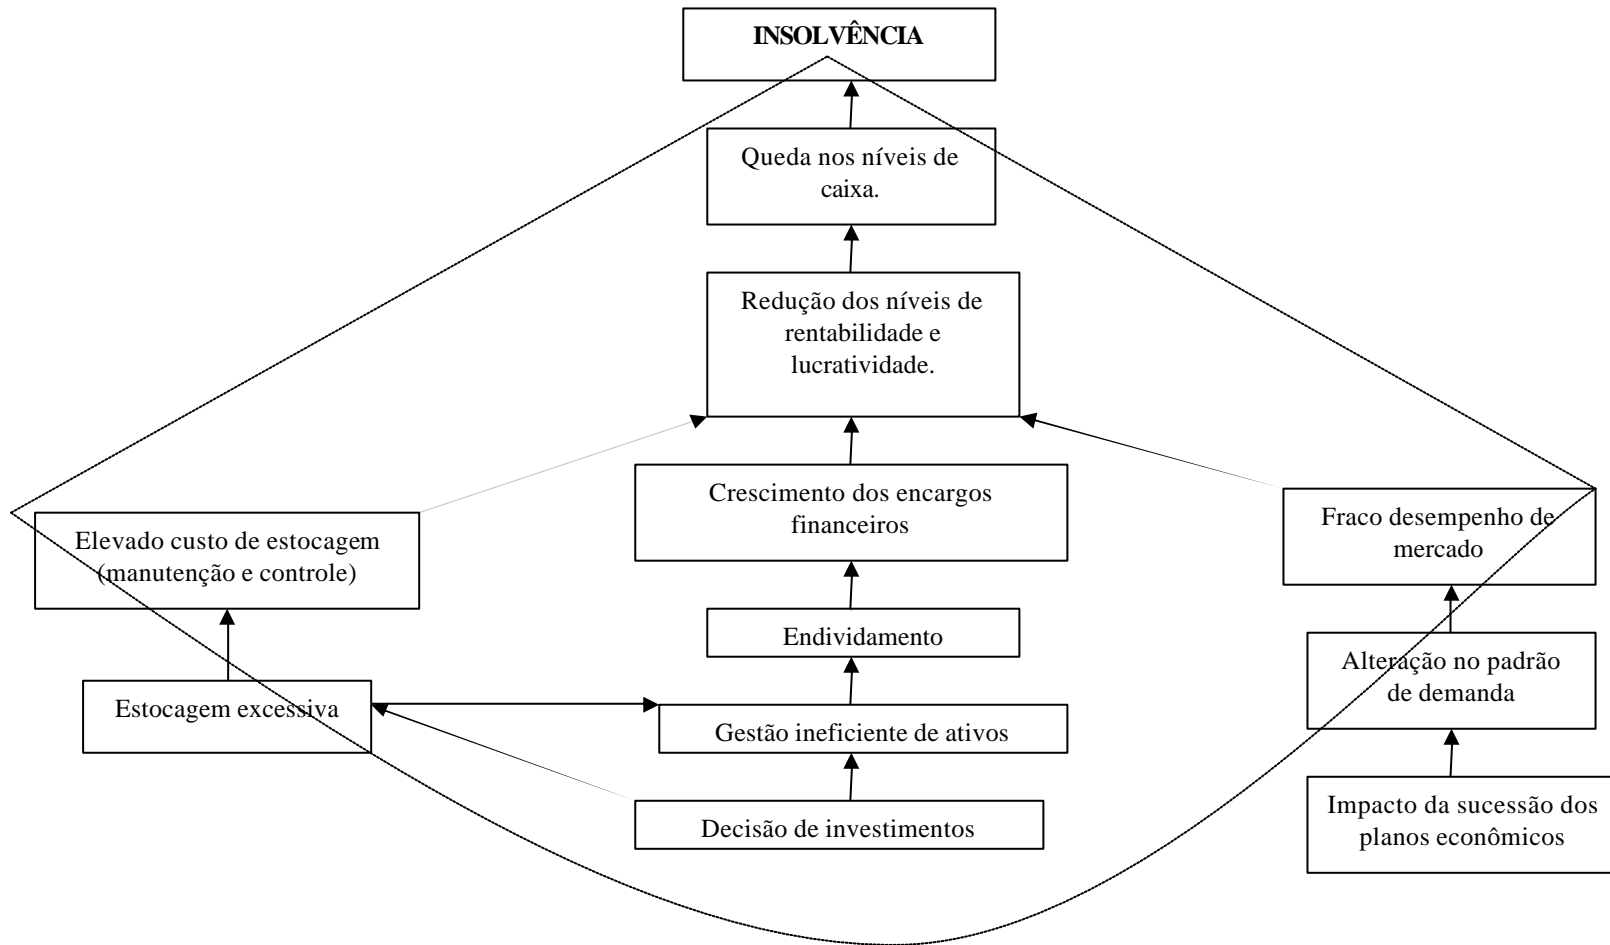 INSOLVÊNCIA
Queda nos níveis de
caixa.
Redução dos níveis de
rentabilidade e
lucratividade.
Crescimento dos encargos
financeiros
Fraco desempenho de
mercado
Elevado custo de estocagem
(manutenção e controle)
Endividamento
Alteração no padrão
de demanda
Estocagem excessiva
Gestão ineficiente de ativos
Impacto da sucessão dos
planos econômicos
Decisão de investimentos